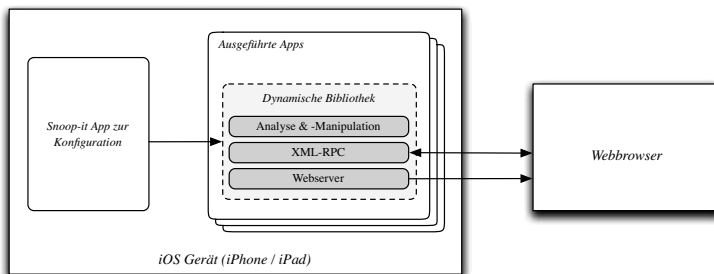 Ausgeführte Apps
Snoop-it App zur
Konfiguration
Dynamische Bibliothek
Analyse & -Manipulation
XML-RPC
Webserver
Webbrowser
iOS Gerät (iPhone / iPad)